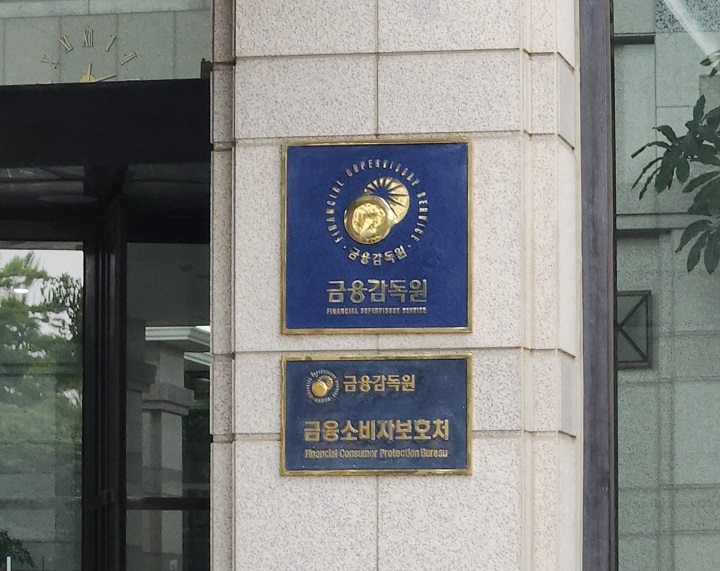 FINANCIAL SUPERVISORY SERVICE
금융감독원
금융감독원
FINANCIAL SUPERVISORY SERVICE
금융감독원
금융소비자보호처
Financial Consumer Protection Bureau